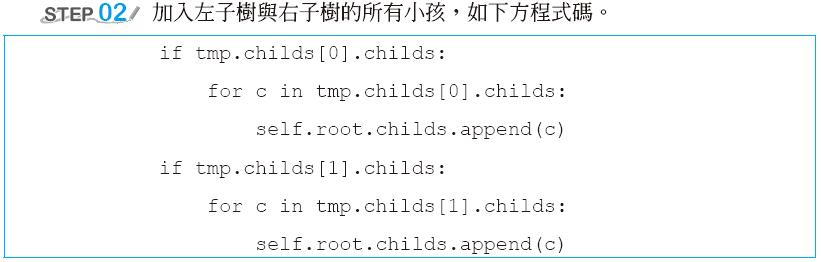 STEP 02 加入左子樹與右子樹的所有小孩，如下方程式碼。
if tmp.childs[0].childs:
    for c in tmp.childs[0].childs:
        self.root.childs.append(c)
if tmp.childs[1].childs:
    for c in tmp.childs[1].childs:
        self.root.childs.append(c)